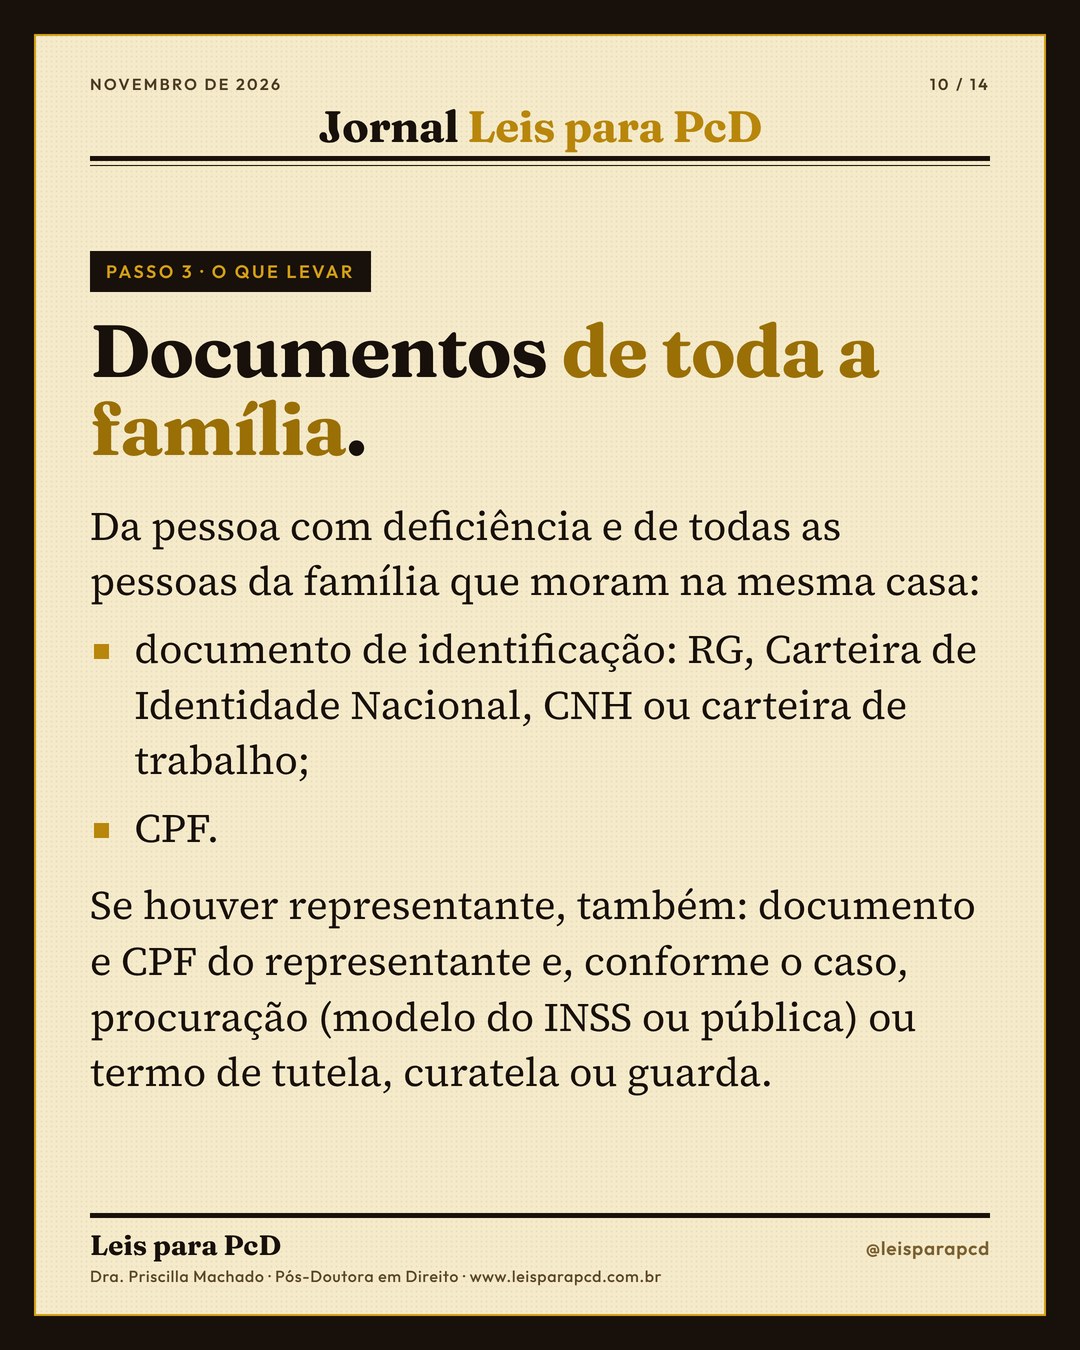 NOVEMBRO DE 2026
10 / 14
Jornal Leis para PcD
PASSO 3 · O QUE LEVAR
Documentos de toda a
família.
Da pessoa com deficiência e de todas as
pessoas da família que moram na mesma casa:
documento de identificação: RG, Carteira de
Identidade Nacional, CNH ou carteira de
trabalho;
CPF.
Se houver representante, também: documento
e CPF do representante e, conforme o caso,
procuração (modelo do INSS ou pública) ou
termo de tutela, curatela ou guarda.
Leis para PcD
@leisparapcd
Dra. Priscilla Machado · Pós-Doutora em Direito · www.leisparapcd.com.br